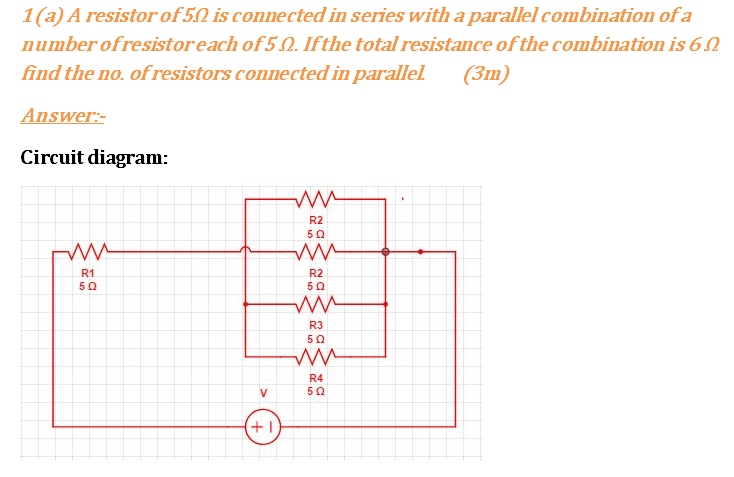 1(a) A resistor of 5Ω is connected in series with a parallel combination of a
number of resistor each of 5 Ω. If the total resistance of the combination is 6 Ω
find the no. of resistors connected in parallel. (3m)
Answer:-
Circuit diagram:
R2
5 Ω
R1
5 Ω
R2
5 Ω
R3
5 Ω
R4
5 Ω
V
+ I